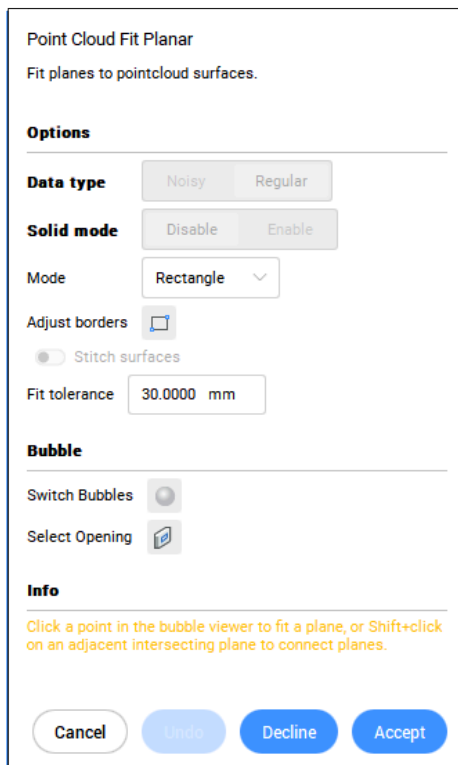 Point Cloud Fit Planar
Fit planes to pointcloud surfaces.
Options
Data type Noisy Regular
Solid mode Disable Enable
Mode Rectangle
Adjust borders
Stitch surfaces
Fit tolerance 30.0000 mm
Bubble
Switch Bubbles
Select Opening
Info
Click a point in the bubble viewer to fit a plane, or Shift+click
on an adjacent intersecting plane to connect planes.
Cancel Undo Decline Accept